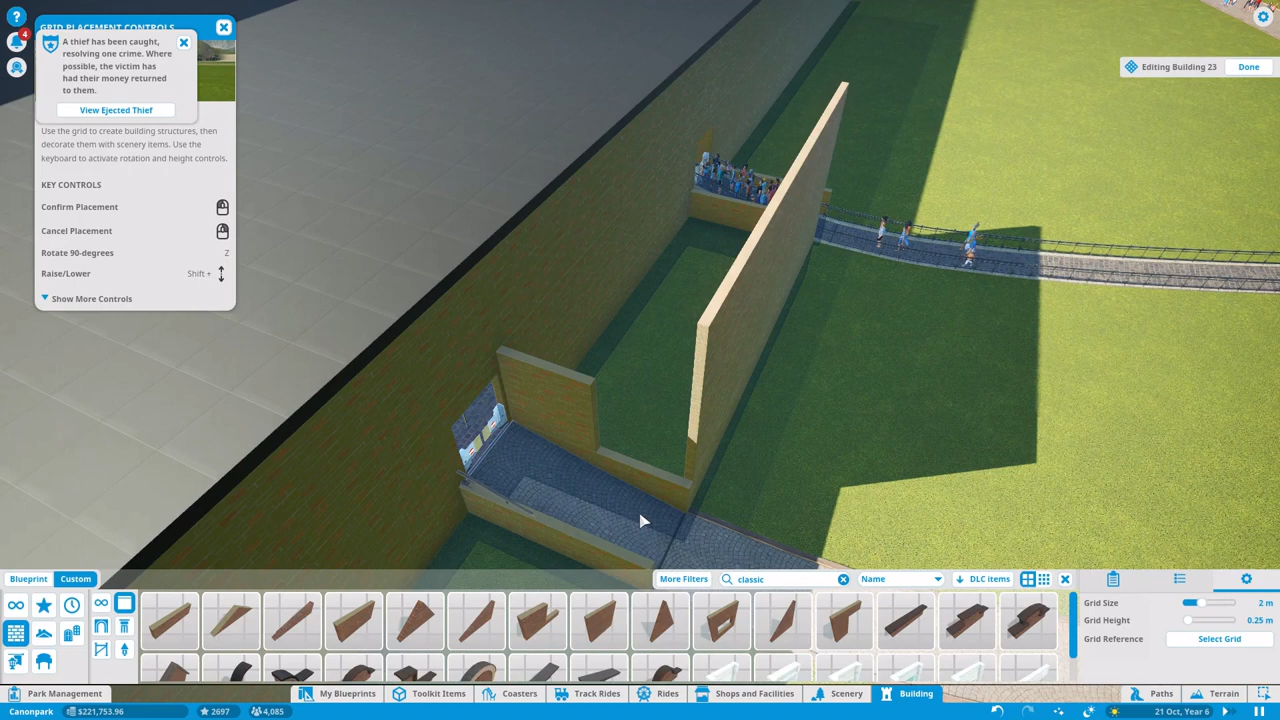 GRID PLACEMENT CONTROLS
4
A thief has been caught,
resolving one crime. Where
possible, the victim has
had their money returned
to them.
View Ejected Thief
Use the grid to create building structures, then
decorate them with scenery items. Use the
keyboard to activate rotation and height controls.
KEY CONTROLS
Confirm Placement
Cancel Placement
Rotate 90-degrees Z
Raise/Lower Shift +
Show More Controls
Editing Building 23 Done
Blueprint Custom More Filters classic Name DLC items
Grid Size 2 m
Grid Height 0.25 m
Grid Reference Select Grid
Park Management My Blueprints Toolkit Items Coasters Track Rides Rides Shops and Facilities Scenery Building Paths Terrain
Canonpark $221,753.96 2697 4,085 21 Oct, Year 6